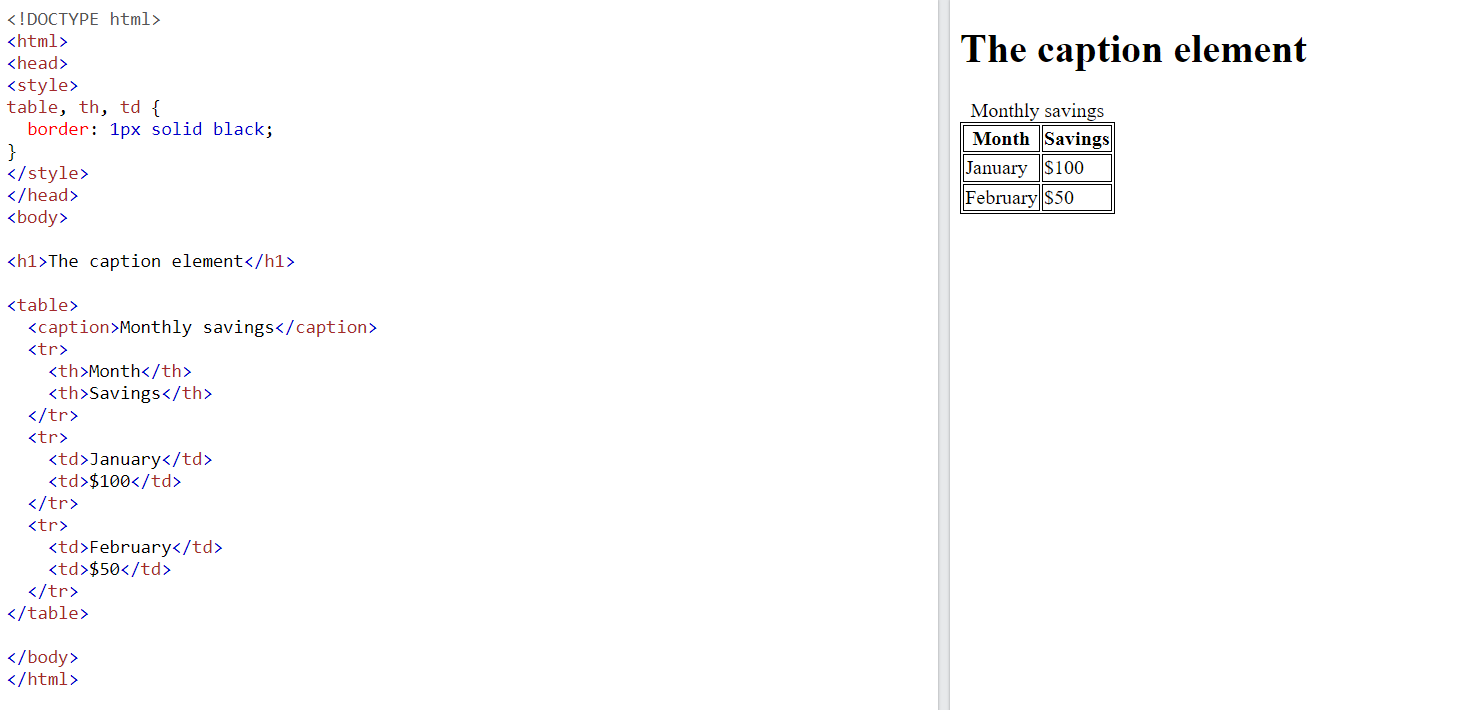 <!DOCTYPE html>
<html>
<head>
<style>
table, th, td {
  border: 1px solid black;
}
</style>
</head>
<body>

<h1>The caption element</h1>

<table>
  <caption>Monthly savings</caption>
  <tr>
    <th>Month</th>
    <th>Savings</th>
  </tr>
  <tr>
    <td>January</td>
    <td>$100</td>
  </tr>
  <tr>
    <td>February</td>
    <td>$50</td>
  </tr>
</table>

</body>
</html>
The caption element
Monthly savings
Month Savings
January $100
February $50